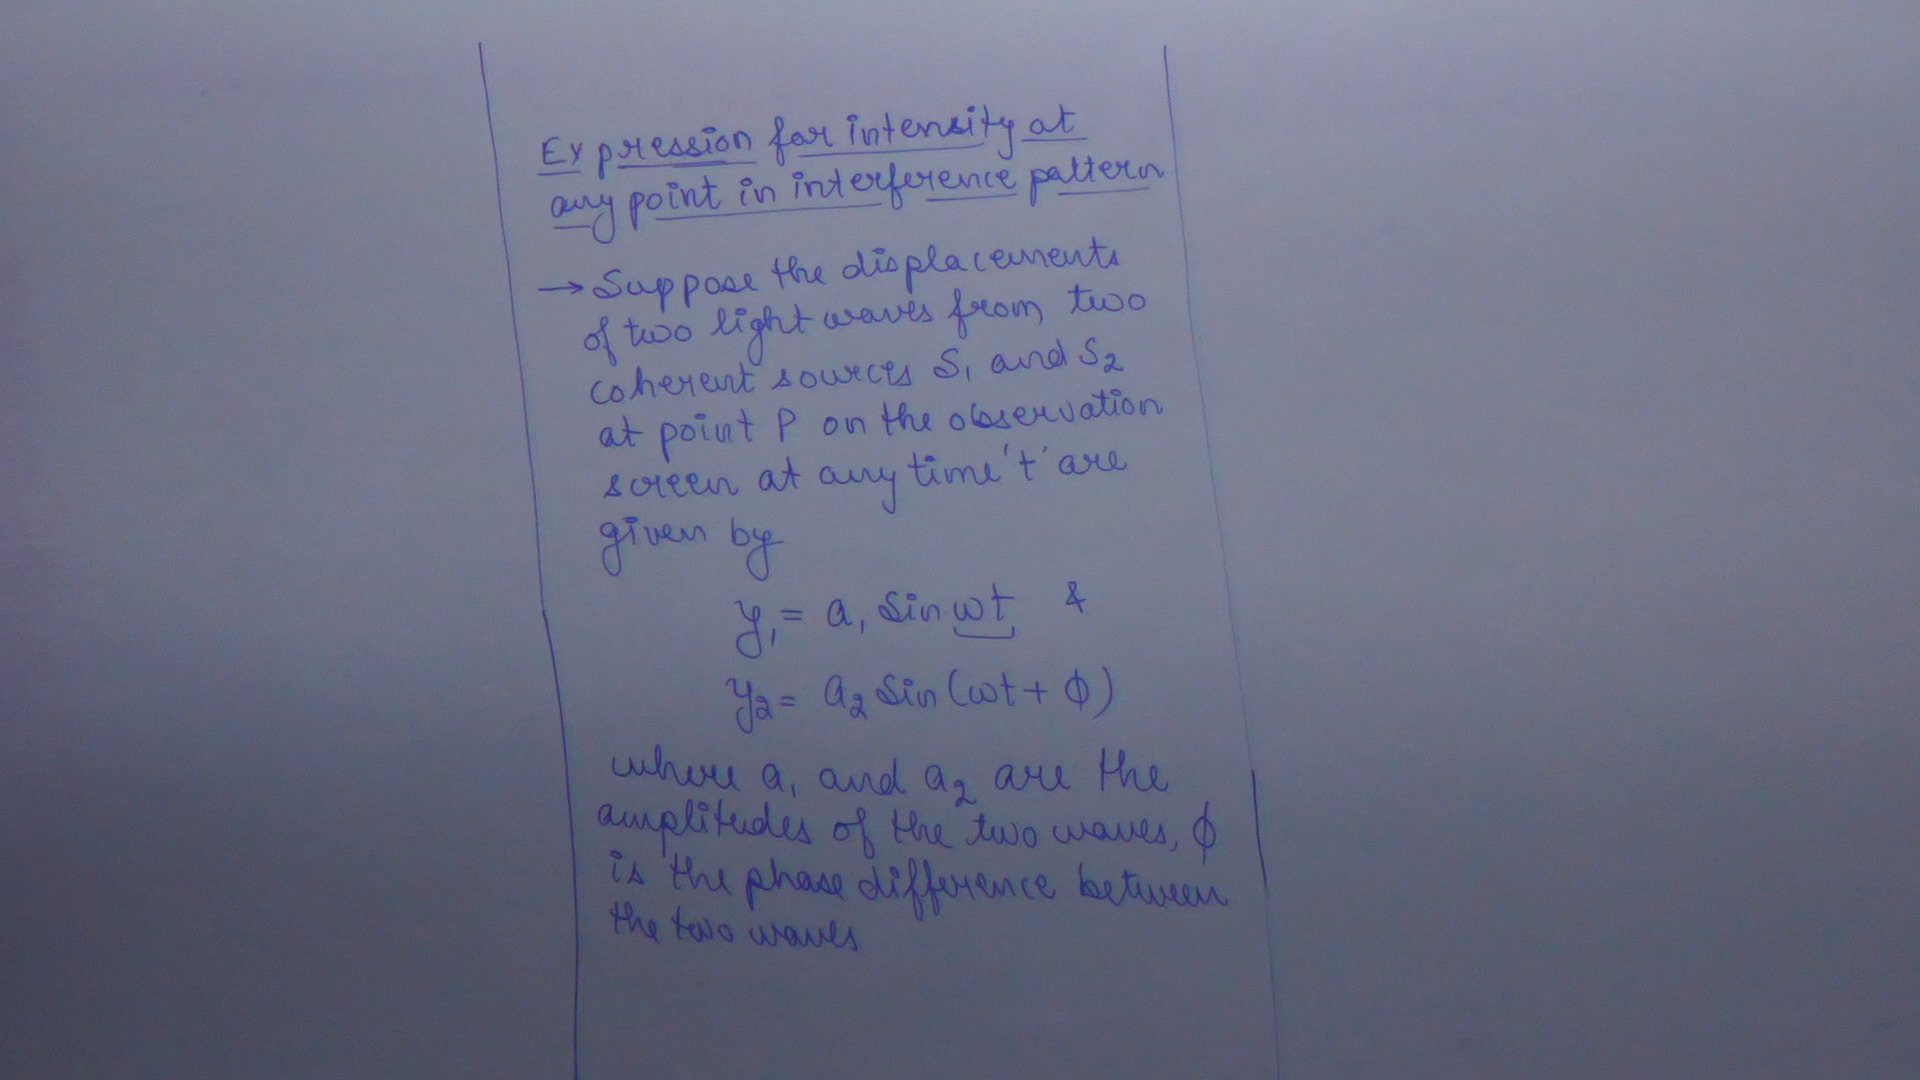 Expression for intensity at
any point in interference pattern
→ Suppose the displacements
of two light waves from two
coherent sources S₁ and S₂
at point P on the observation
screen at any time 't' are
given by
y₁ = a₁ sin ωt &
y₂ = a₂ sin (ωt + ϕ)
where a₁ and a₂ are the
amplitudes of the two waves, ϕ
is the phase difference between
the two waves